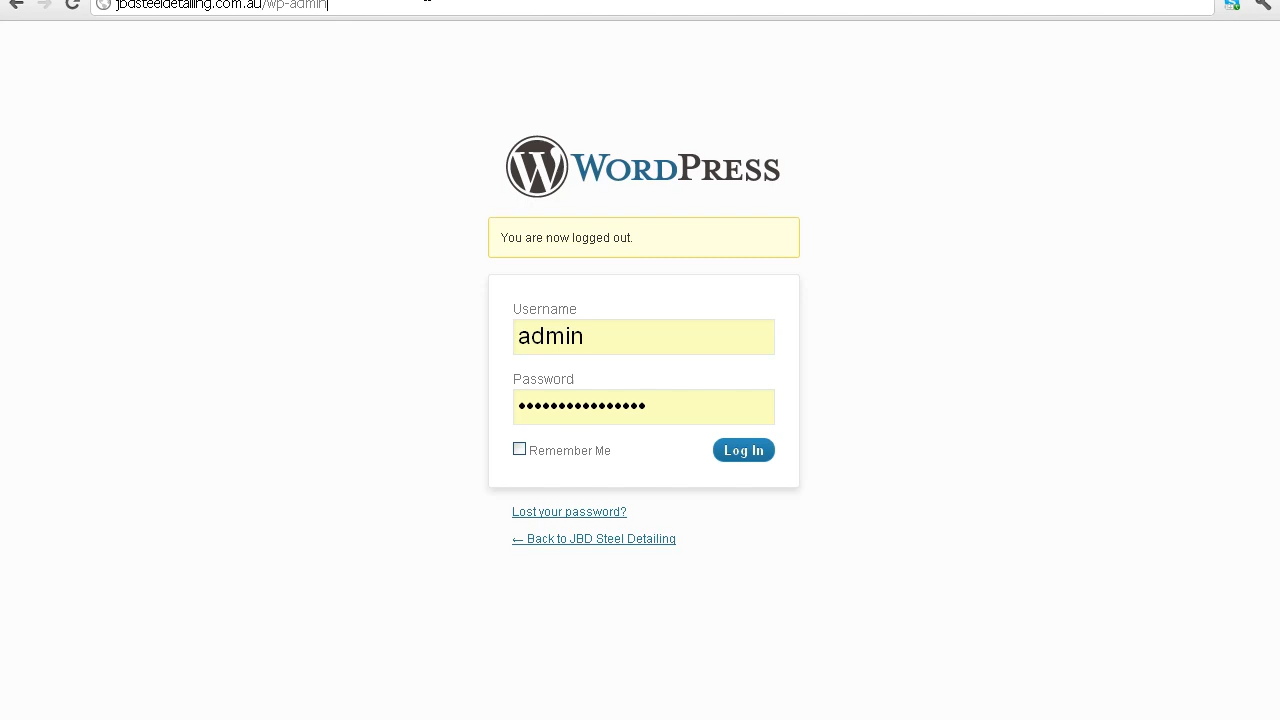 jbdsteeldetailing.com.au/wp-admin
WORDPRESS
You are now logged out.
Username
admin
Password
••••••••••••••••
Remember Me
Log In
Lost your password?
← Back to JBD Steel Detailing